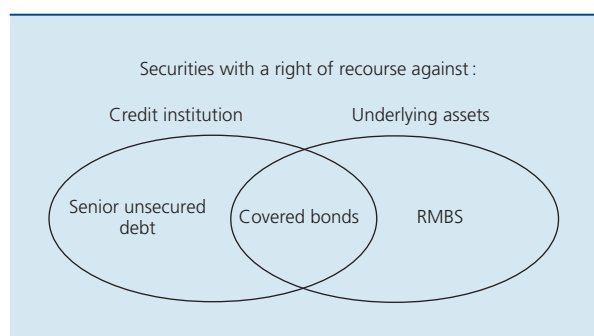 Securities with a right of recourse against :
Credit institution
Underlying assets
Senior unsecured
debt
Covered bonds
RMBS